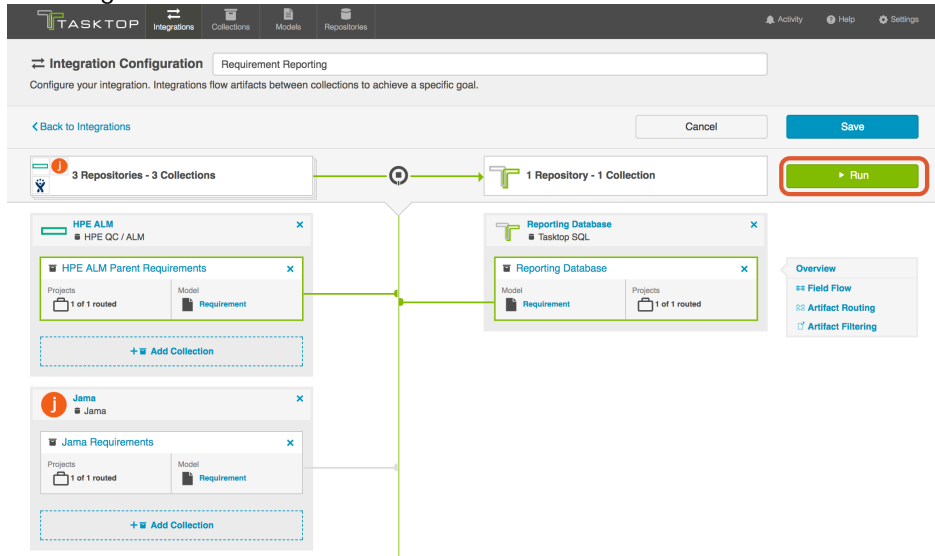 TASKTOP
Integrations
Collections
Models
Repositories
Activity
Help
Settings
Integration Configuration
Requirement Reporting
Configure your integration. Integrations flow artifacts between collections to achieve a specific goal.
Back to Integrations
Cancel
Save
j
3 Repositories - 3 Collections
1 Repository - 1 Collection
Run
HPE ALM
HPE QC / ALM
HPE ALM Parent Requirements
Projects
1 of 1 routed
Model
Requirement
+ Add Collection
Reporting Database
Tasktop SQL
Reporting Database
Model
Requirement
Projects
1 of 1 routed
Overview
Field Flow
Artifact Routing
Artifact Filtering
j
Jama
Jama
Jama Requirements
Projects
1 of 1 routed
Model
Requirement
+ Add Collection